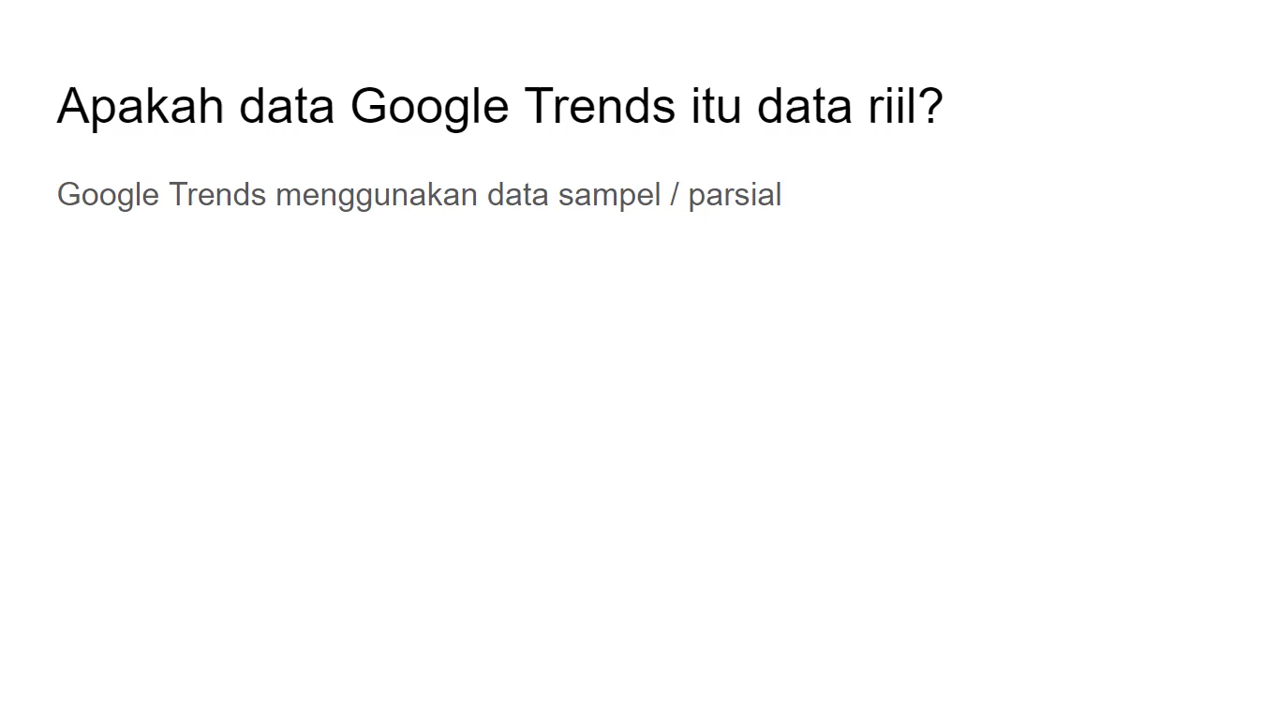 Apakah data Google Trends itu data riil?
Google Trends menggunakan data sampel / parsial